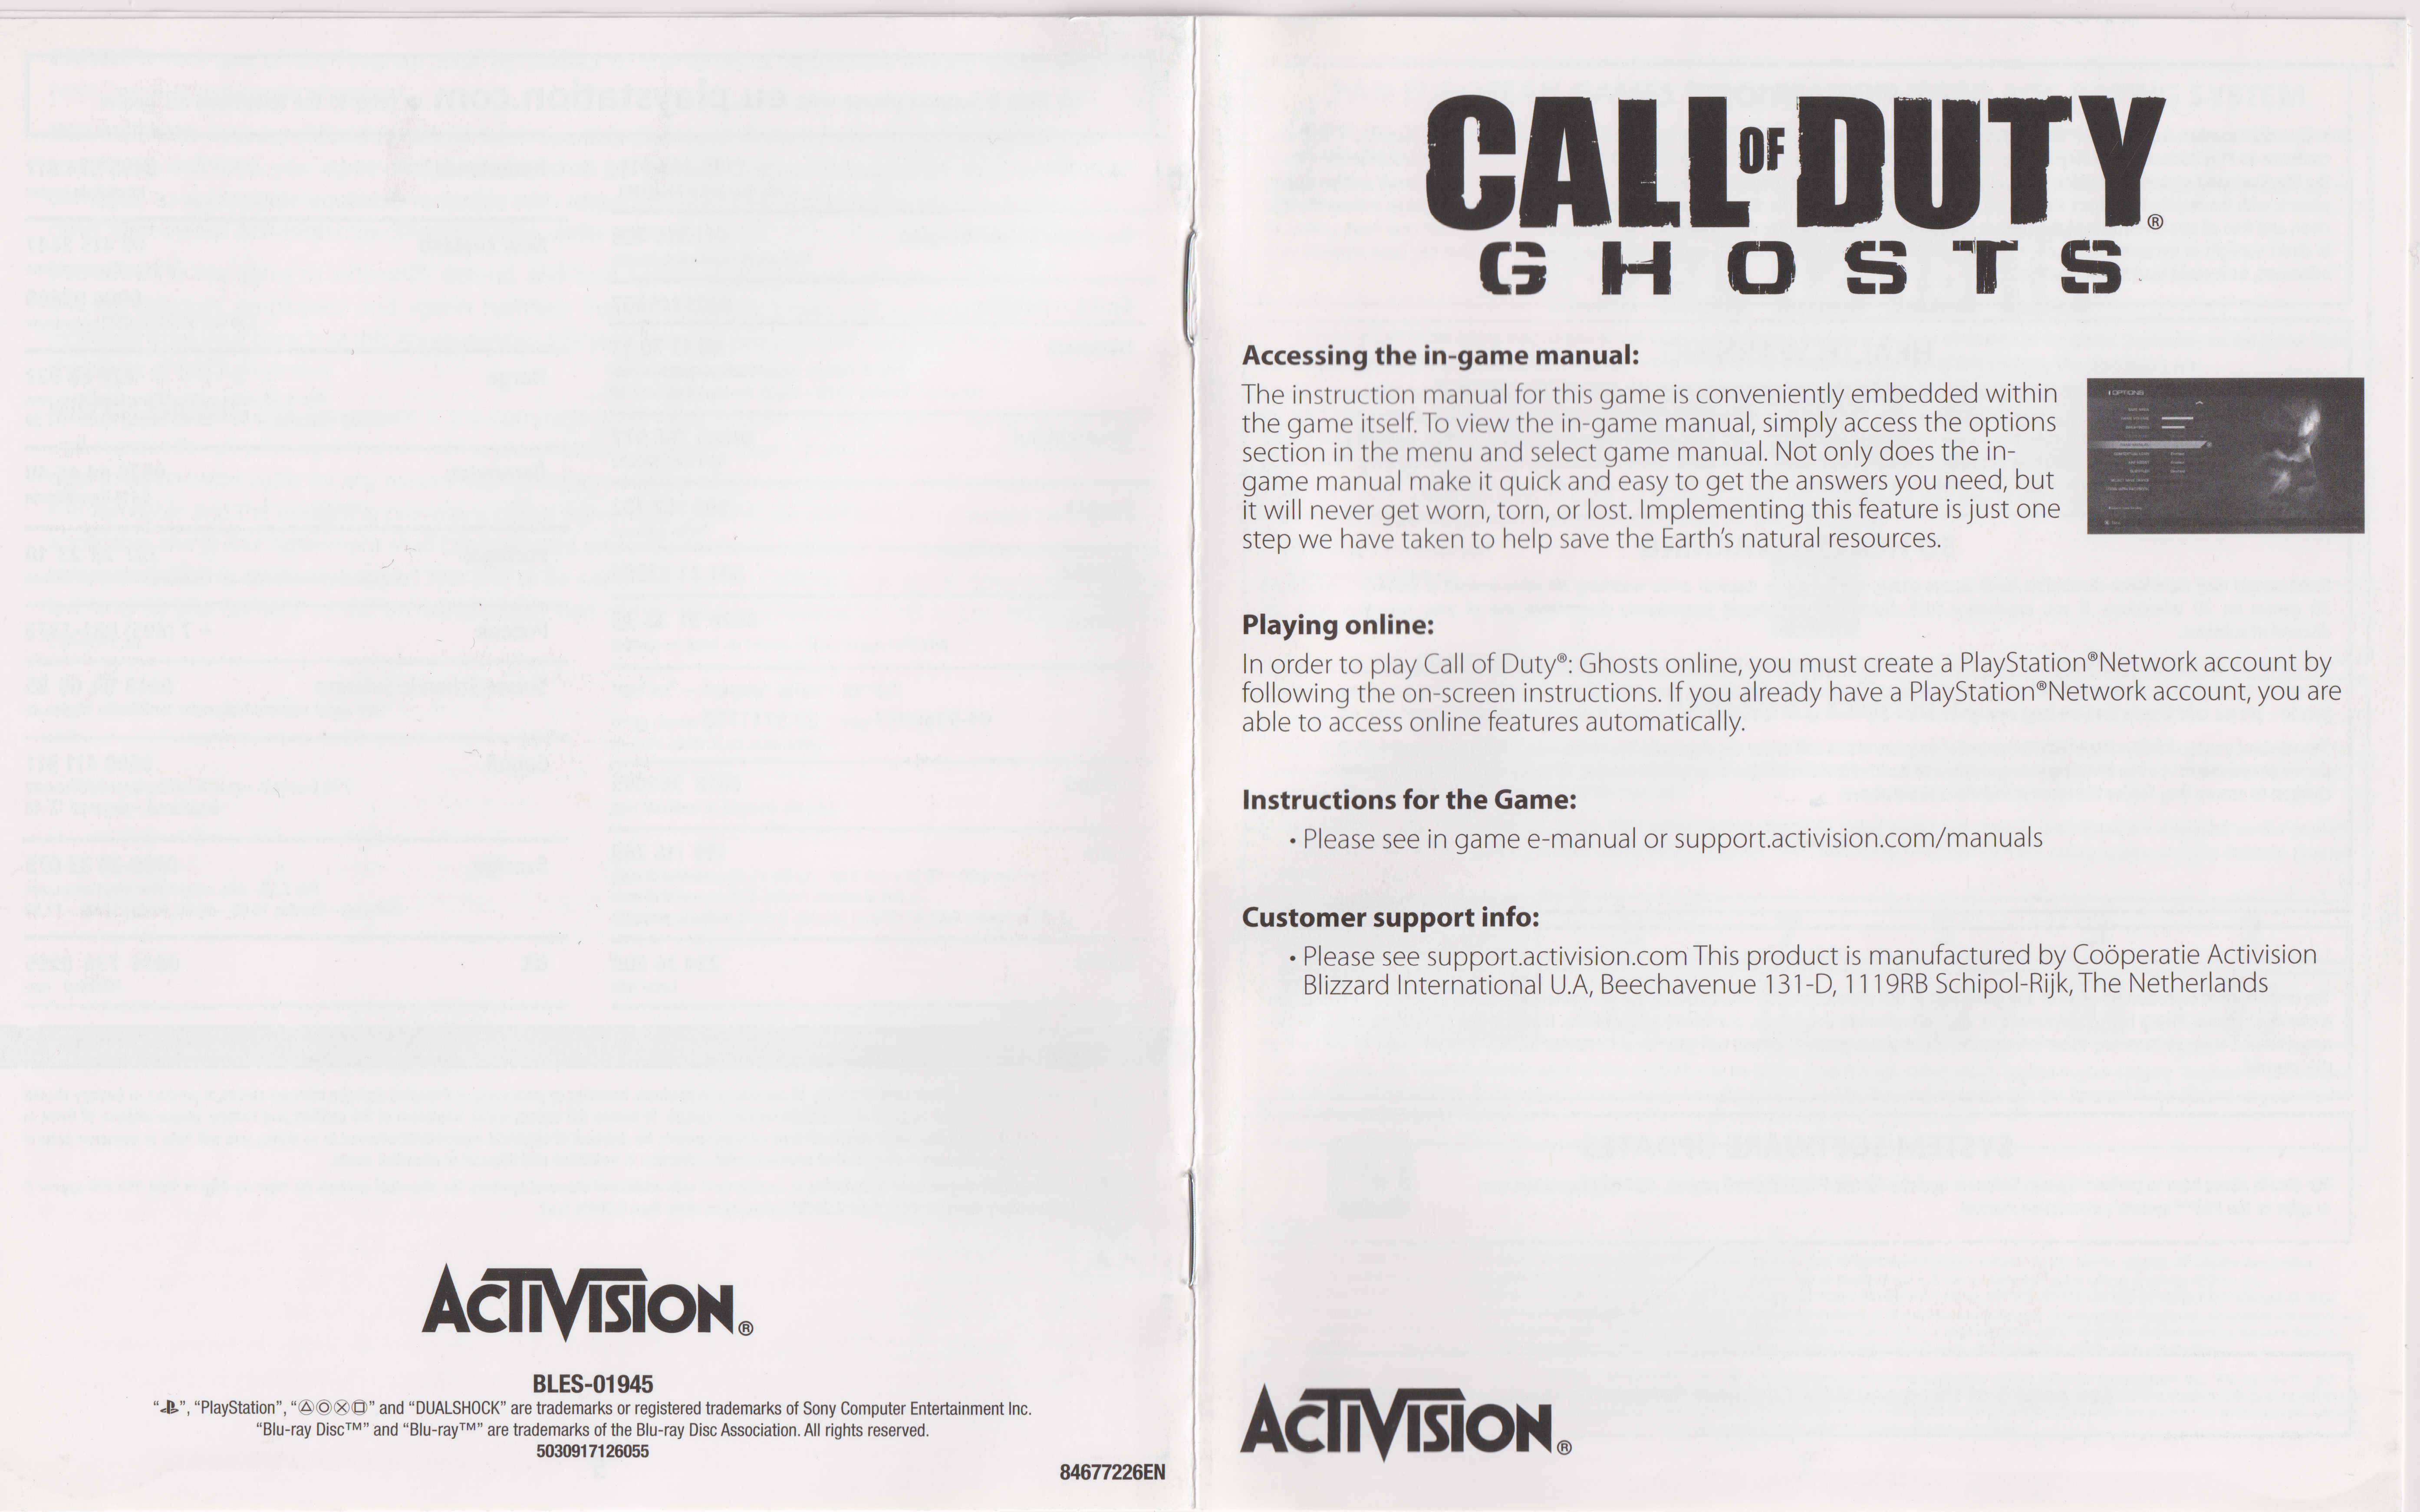 ACTIVISION®
BLES-01945
“ ”, “PlayStation”, “△○✕□” and “DUALSHOCK” are trademarks or registered trademarks of Sony Computer Entertainment Inc.
“Blu-ray Disc™” and “Blu-ray™” are trademarks of the Blu-ray Disc Association. All rights reserved.
5030917126055
84677226EN
CALL OF DUTY®
GHOSTS
Accessing the in-game manual:
The instruction manual for this game is conveniently embedded within
the game itself. To view the in-game manual, simply access the options
section in the menu and select game manual. Not only does the in-
game manual make it quick and easy to get the answers you need, but
it will never get worn, torn, or lost. Implementing this feature is just one
step we have taken to help save the Earth’s natural resources.
OPTIONS
Playing online:
In order to play Call of Duty®: Ghosts online, you must create a PlayStation®Network account by
following the on-screen instructions. If you already have a PlayStation®Network account, you are
able to access online features automatically.
Instructions for the Game:
• Please see in game e-manual or support.activision.com/manuals
Customer support info:
• Please see support.activision.com This product is manufactured by Coöperatie Activision
Blizzard International U.A, Beechavenue 131-D, 1119RB Schipol-Rijk, The Netherlands
ACTIVISION®